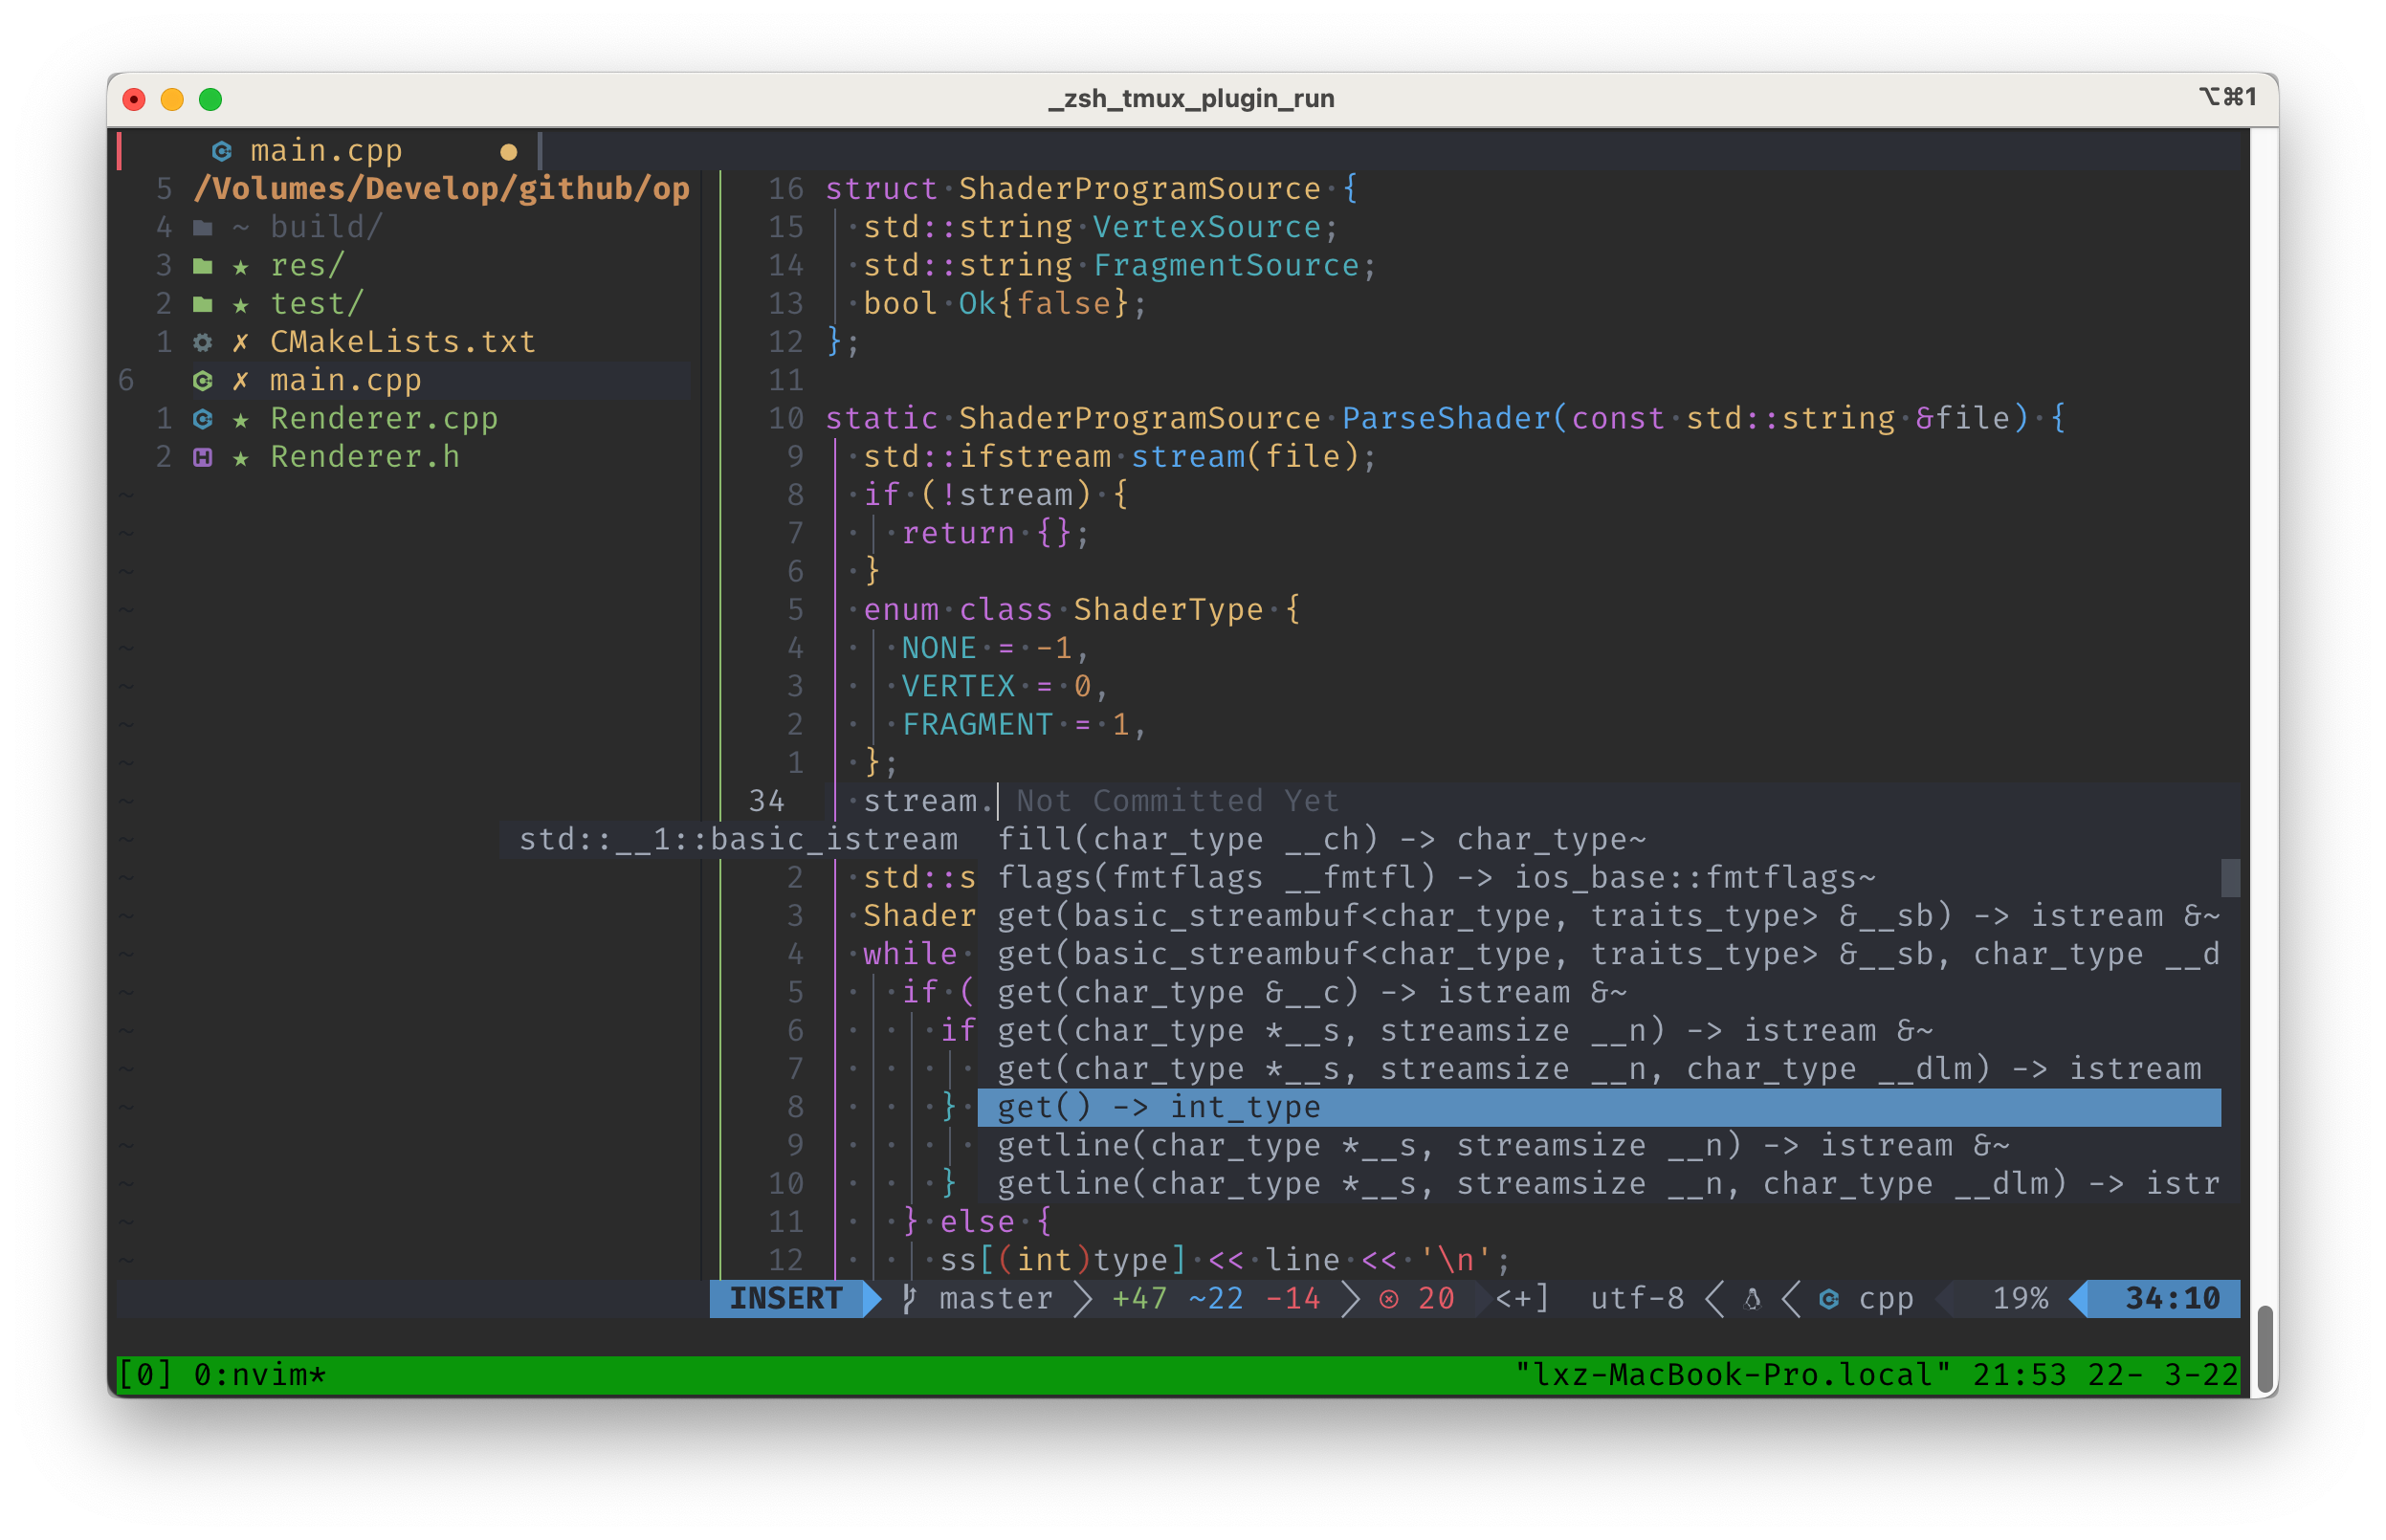 _zsh_tmux_plugin_run
⌥⌘1
main.cpp ●
5 /Volumes/Develop/github/op
4 ~ build/
3 ★ res/
2 ★ test/
1 ✗ CMakeLists.txt
6 ✗ main.cpp
1 ★ Renderer.cpp
2 ★ Renderer.h
16 struct ShaderProgramSource {
15 std::string VertexSource;
14 std::string FragmentSource;
13 bool Ok{false};
12 };
11
10 static ShaderProgramSource ParseShader(const std::string &file) {
9 std::ifstream stream(file);
8 if (!stream) {
7 return {};
6 }
5 enum class ShaderType {
4 NONE = -1,
3 VERTEX = 0,
2 FRAGMENT = 1,
1 };
34 stream. Not Committed Yet
std::__1::basic_istream fill(char_type __ch) -> char_type~
2 std::s flags(fmtflags __fmtfl) -> ios_base::fmtflags~
3 Shader get(basic_streambuf<char_type, traits_type> &__sb) -> istream &~
4 while get(basic_streambuf<char_type, traits_type> &__sb, char_type __d
5 if ( get(char_type &__c) -> istream &~
6 if get(char_type *__s, streamsize __n) -> istream &~
7 get(char_type *__s, streamsize __n, char_type __dlm) -> istream
8 } get() -> int_type
9 getline(char_type *__s, streamsize __n) -> istream &~
10 } getline(char_type *__s, streamsize __n, char_type __dlm) -> istr
11 } else {
12 ss[(int)type] << line << '\n';
INSERT master +47 ~22 -14 20 <+] utf-8 cpp 19% 34:10
[0] 0:nvim* "lxz-MacBook-Pro.local" 21:53 22- 3-22